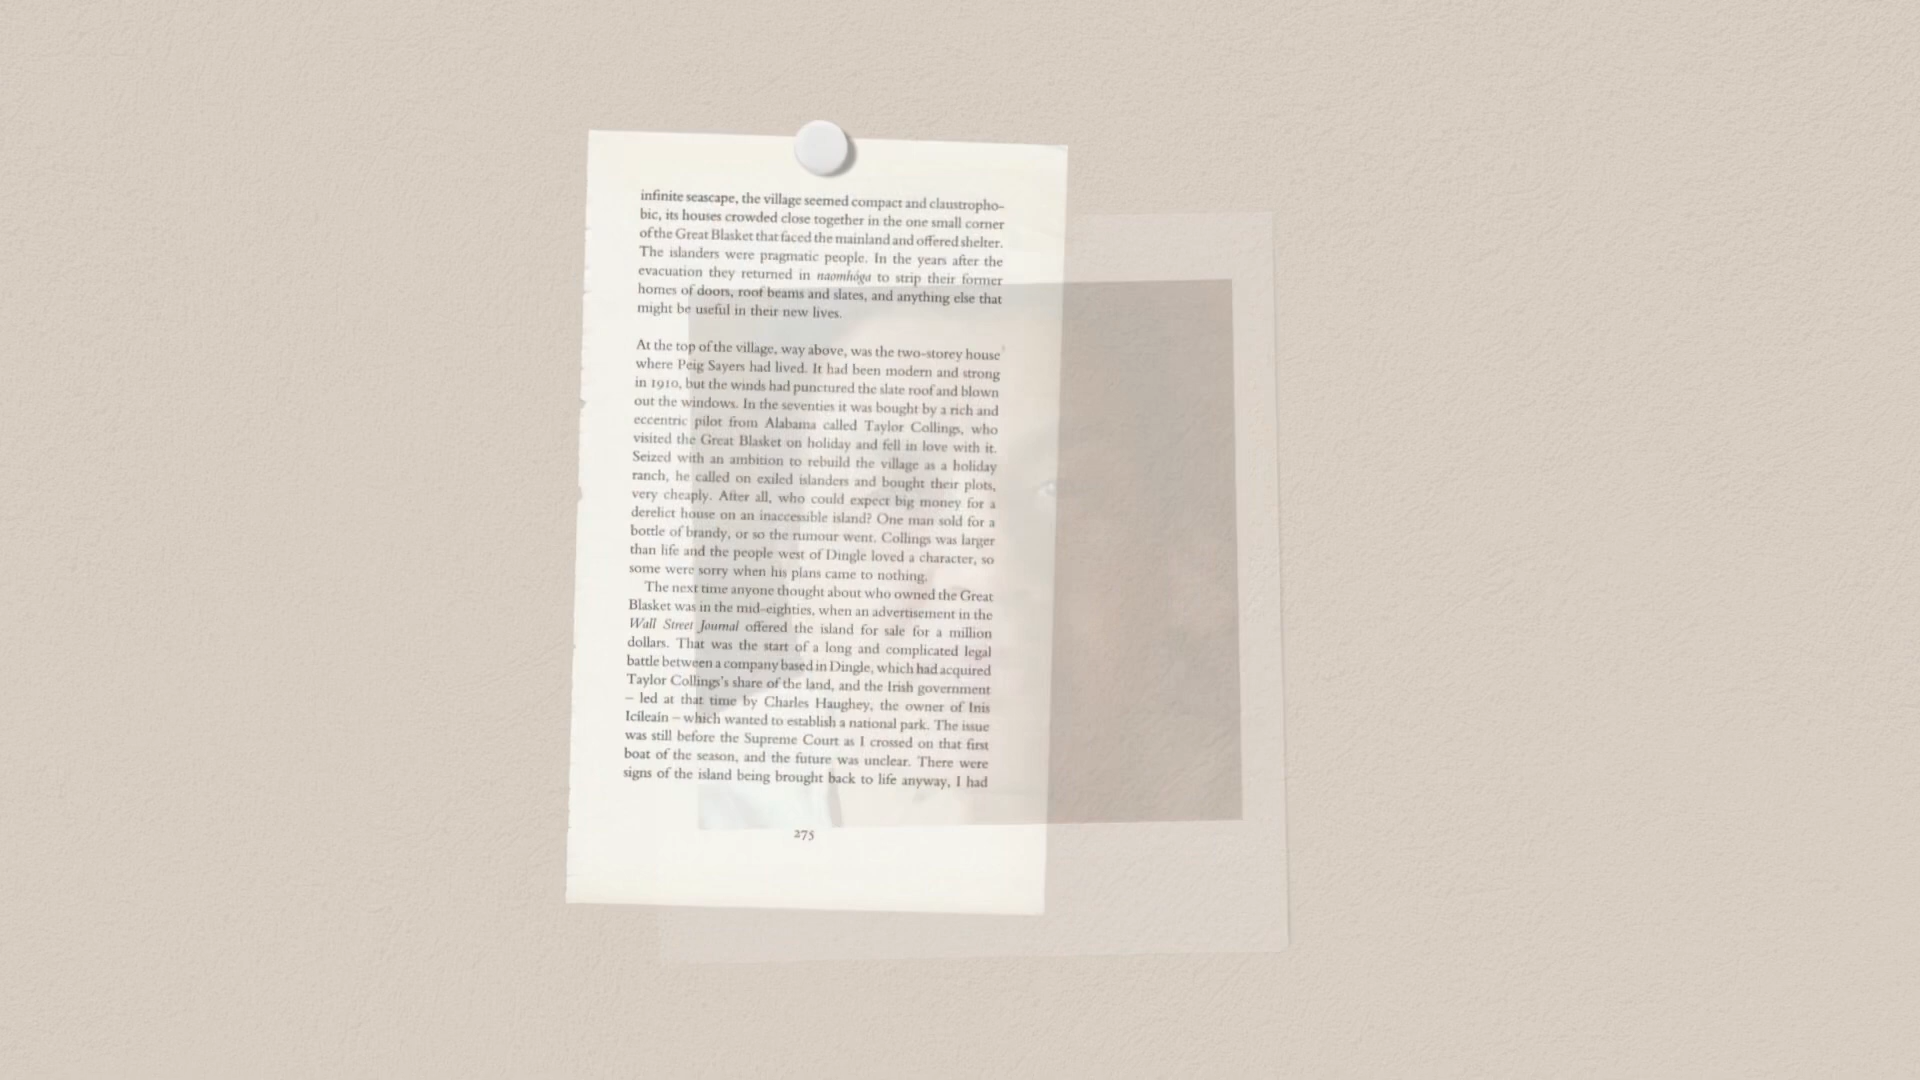 infinite seascape, the village seemed compact and claustropho-
bic, its houses crowded close together in the one small corner
of the Great Blasket that faced the mainland and offered shelter.
The islanders were pragmatic people. In the years after the
evacuation they returned in naomhóga to strip their former
homes of doors, roof beams and slates, and anything else that
might be useful in their new lives.
At the top of the village, way above, was the two-storey house
where Peig Sayers had lived. It had been modern and strong
in 1910, but the winds had punctured the slate roof and blown
out the windows. In the seventies it was bought by a rich and
eccentric pilot from Alabama called Taylor Collings, who
visited the Great Blasket on holiday and fell in love with it.
Seized with an ambition to rebuild the village as a holiday
ranch, he called on exiled islanders and bought their plots,
very cheaply. After all, who could expect big money for a
derelict house on an inaccessible island? One man sold for a
bottle of brandy, or so the rumour went. Collings was larger
than life and the people west of Dingle loved a character, so
some were sorry when his plans came to nothing.
The next time anyone thought about who owned the Great
Blasket was in the mid-eighties, when an advertisement in the
Wall Street Journal offered the island for sale for a million
dollars. That was the start of a long and complicated legal
battle between a company based in Dingle, which had acquired
Taylor Collings's share of the land, and the Irish government
– led at that time by Charles Haughey, the owner of Inis
Icíleaín – which wanted to establish a national park. The issue
was still before the Supreme Court as I crossed on that first
boat of the season, and the future was unclear. There were
signs of the island being brought back to life anyway, I had
275